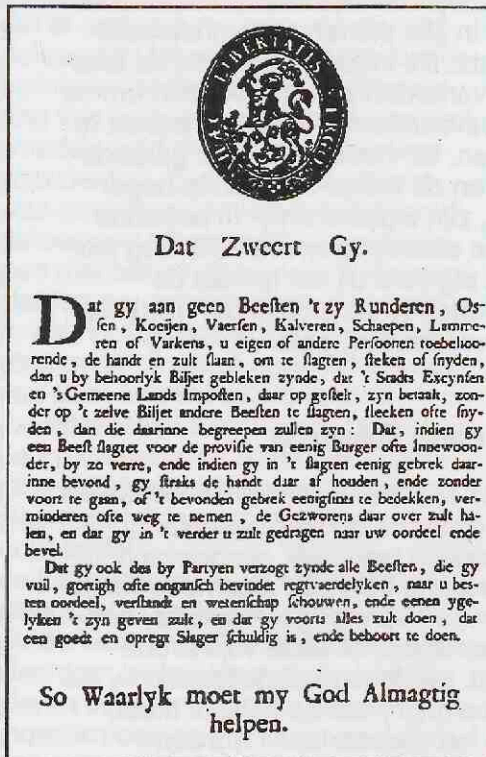 LIBERTATIS
Dat Zweert Gy.
Dat gy aan geen Beeſten 't zy Runderen, Oſ-
ſen, Koeijen, Vaerſen, Kalveren, Schaepen, Lamme-
ren of Varkens, u eigen of andere Perſoonen toebehoo-
rende, de handt en zult ſlaan, om te ſlagten, ſteken of ſnyden,
dan u by behoorlyk Biljet gebleken zynde, dat 't Stadts Excynſen
en 's Gemeene Lands Impoſten, daar op geſtelt, zyn betaalt, zon-
der op 't zelve Biljet andere Beeſten te ſlagten, ſteeken ofte ſny-
den, dan die daarinne begreepen zullen zyn: Dat, indien gy
een Beeſt ſlagtet voor de proviſie van eenig Burger ofte Innewoon-
der, by zo verre, ende indien gy in 't ſlagten eenig gebrek daar-
inne bevond, gy ſtraks de handt daar af houden, ende zonder
voort te gaan, of 't bevonden gebrek eenigſints te bedekken, ver-
minderen ofte weg te nemen, de Gezworens daar over zult ha-
len, en dat gy in 't verder u zult gedragen naar uw oordeel ende
bevel.
Dat gy ook des by Partyen verzogt zynde alle Beeſten, die gy
vuil, gortigh ofte onganſch bevindet regtvaerdelyken, naar u beſ-
ten oordeel, verſtandt en wetenſchap ſchouwen, ende eenen yge-
lyken 't zyn geven zult, en dat gy voorts alles zult doen, dat
een goedt en opregt Slager ſchuldig is, ende behoort te doen.
So Waarlyk moet my God Almagtig
helpen.